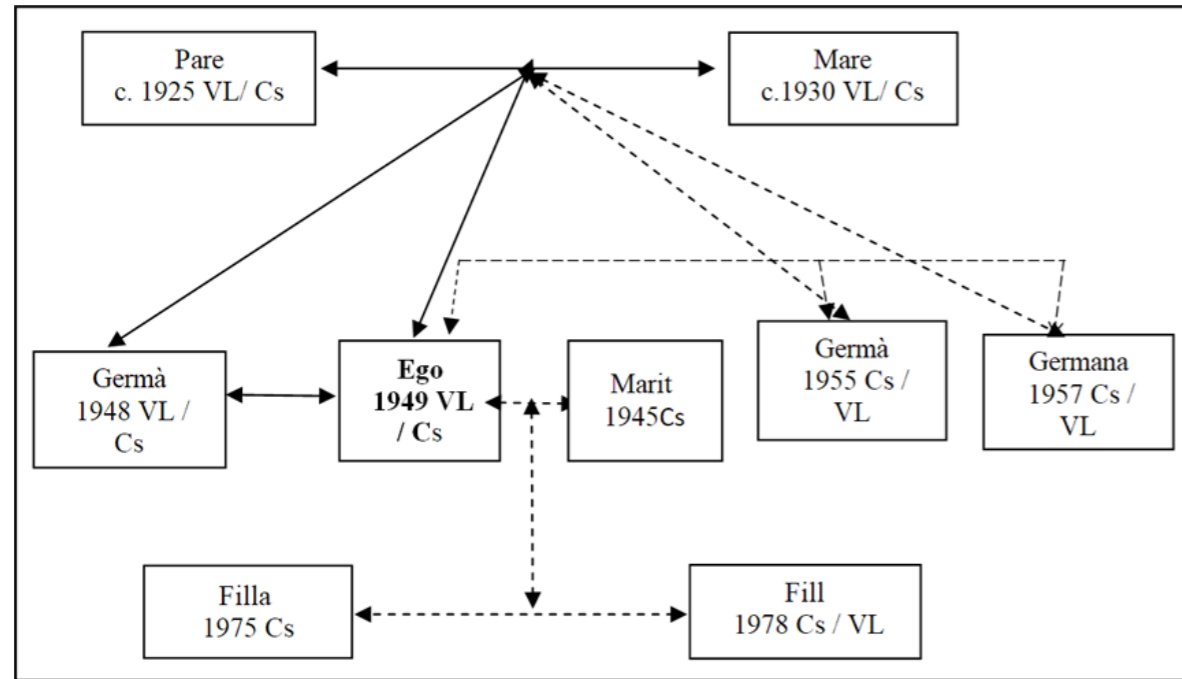 Pare
c. 1925 VL/ Cs
Mare
c.1930 VL/ Cs
Germà
1948 VL /
Cs
Ego
1949 VL
/ Cs
Marit
1945Cs
Germà
1955 Cs /
VL
Germana
1957 Cs /
VL
Filla
1975 Cs
Fill
1978 Cs / VL